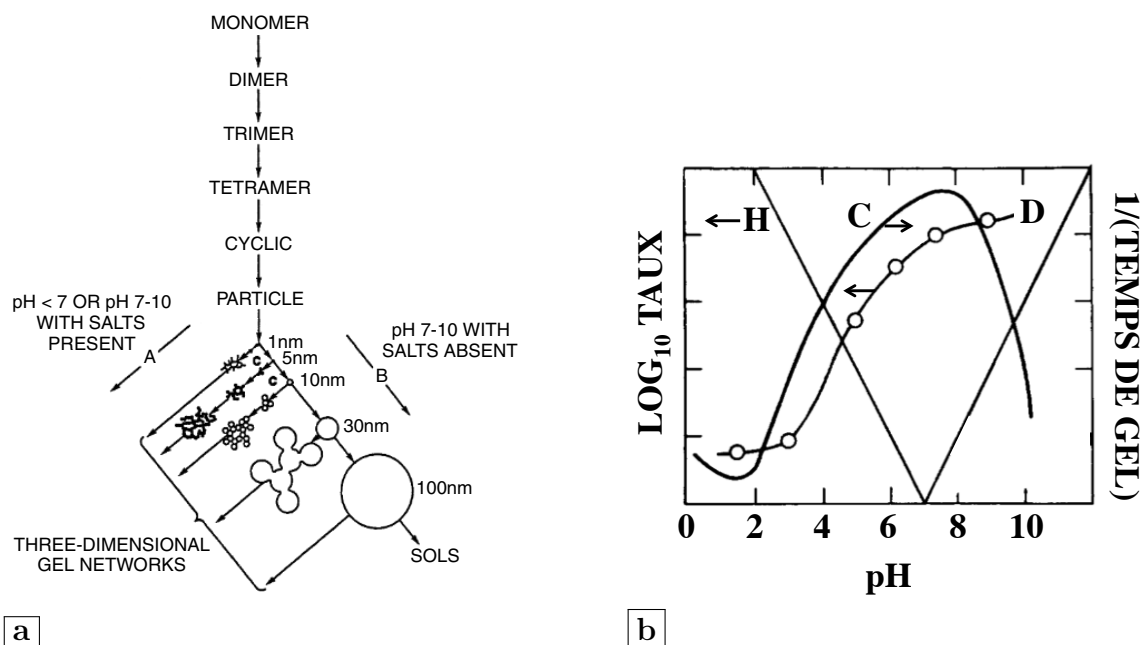 MONOMER
DIMER
TRIMER
TETRAMER
CYCLIC
PARTICLE
pH < 7 OR pH 7-10
WITH SALTS
PRESENT
A
pH 7-10 WITH
SALTS ABSENT
B
1nm
5nm
10nm
30nm
100nm
C
C
THREE-DIMENSIONAL
GEL NETWORKS
SOLS
a
LOG10 TAUX
H
C
D
1/(TEMPS DE GEL)
0 2 4 6 8 10
pH
b